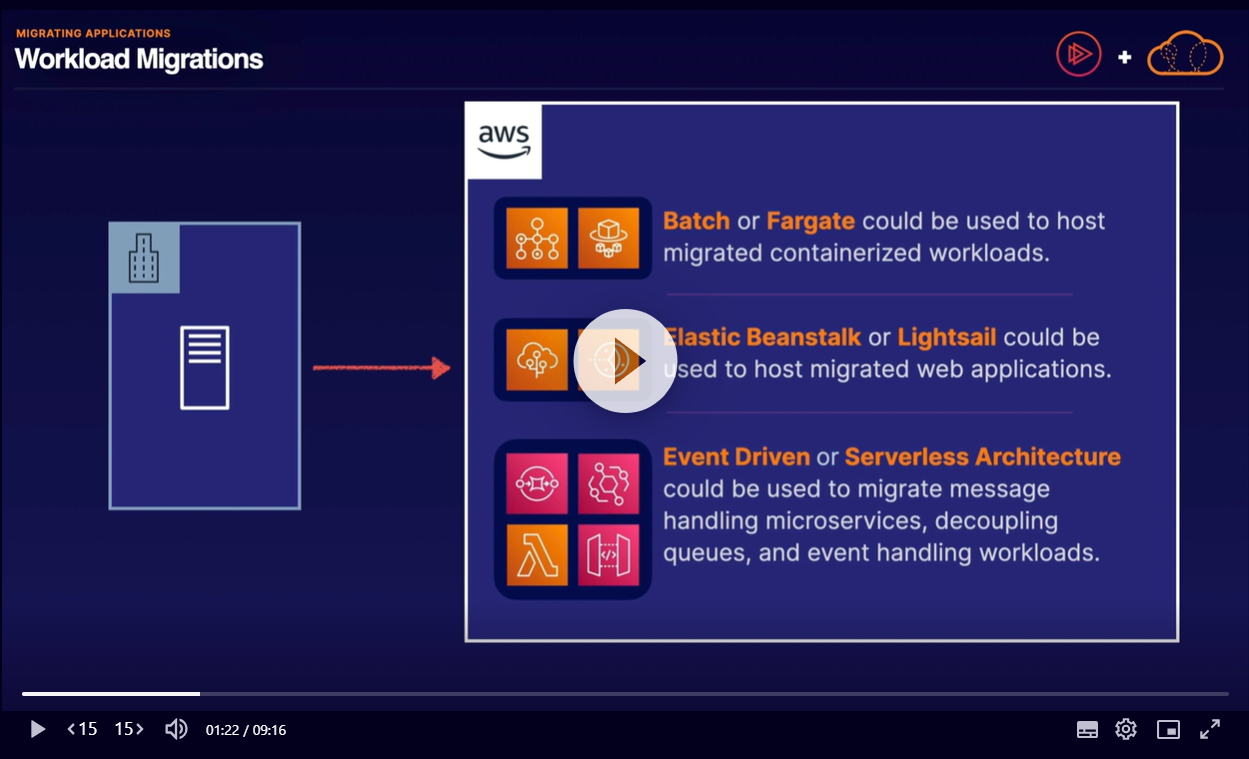 MIGRATING APPLICATIONS
Workload Migrations
+
aws
Batch or Fargate could be used to host
migrated containerized workloads.
Elastic Beanstalk or Lightsail could be
used to host migrated web applications.
Event Driven or Serverless Architecture
could be used to migrate message
handling microservices, decoupling
queues, and event handling workloads.
</>
<15 15> 01:22 / 09:16